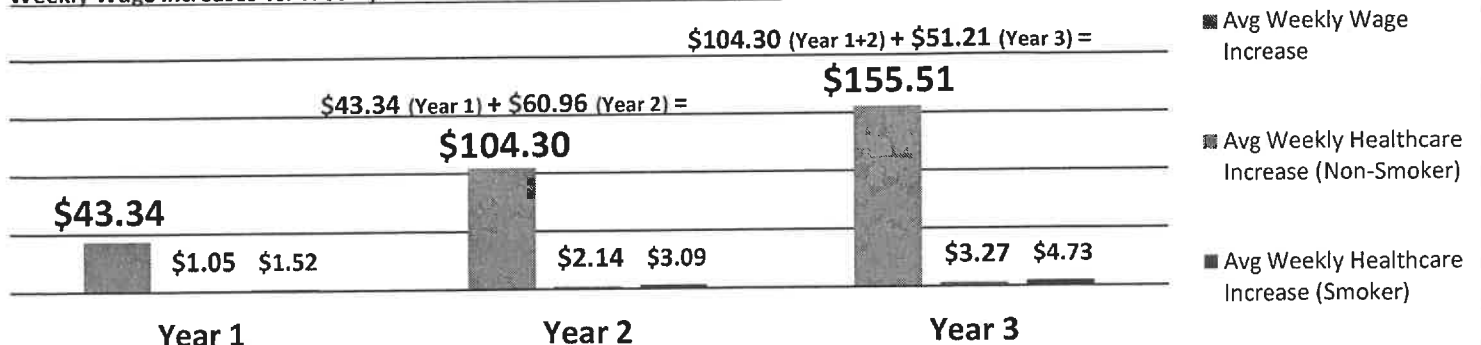 $104.30 (Year 1+2) + $51.21 (Year 3) =
$155.51
$43.34 (Year 1) + $60.96 (Year 2) =
$104.30
$43.34
$1.05 $1.52
$2.14 $3.09
$3.27 $4.73
Year 1
Year 2
Year 3
Avg Weekly Wage
Increase
Avg Weekly Healthcare
Increase (Non-Smoker)
Avg Weekly Healthcare
Increase (Smoker)